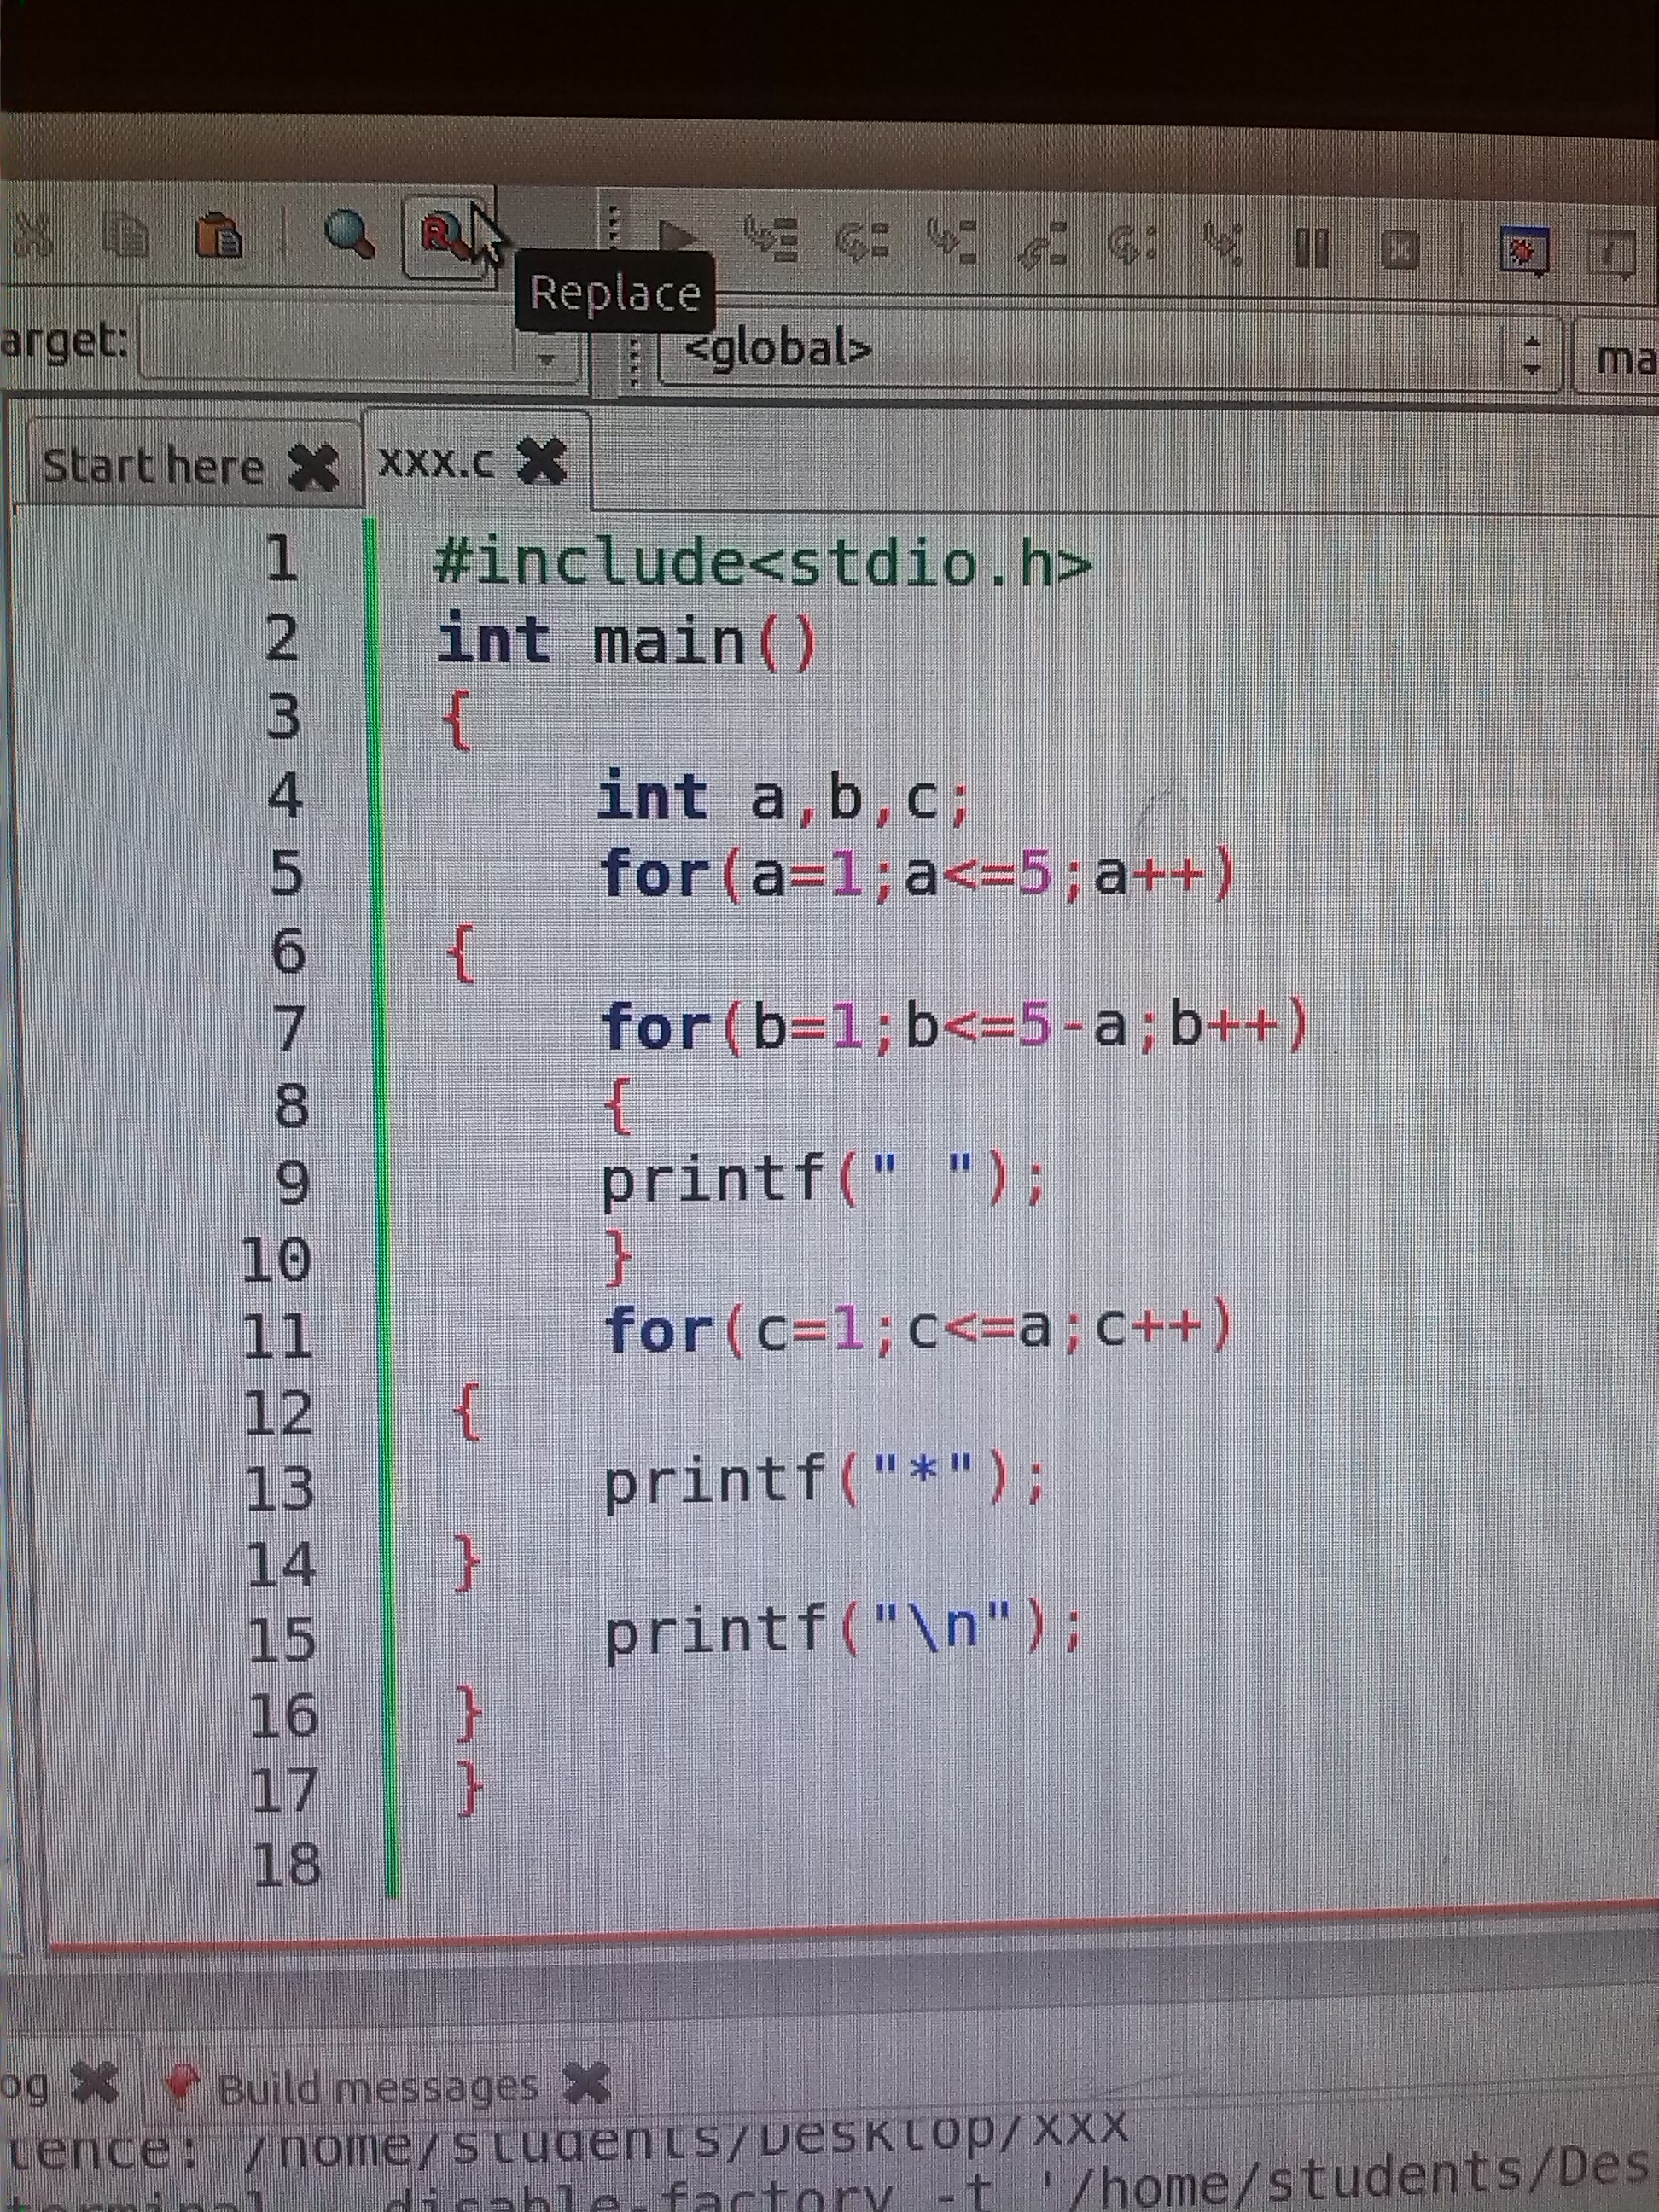 Replace
arget:
<global>
ma
Start here
xxx.c
1 #include<stdio.h>
2 int main()
3 {
4 int a,b,c;
5 for(a=1;a<=5;a++)
6 {
7 for(b=1;b<=5-a;b++)
8 {
9 printf(" ");
10 }
11 for(c=1;c<=a;c++)
12 {
13 printf("*");
14 }
15 printf("\n");
16 }
17 }
18
og
Build messages
tence: /home/students/Desktop/xxx
terminal disable-factory -t '/home/students/Des